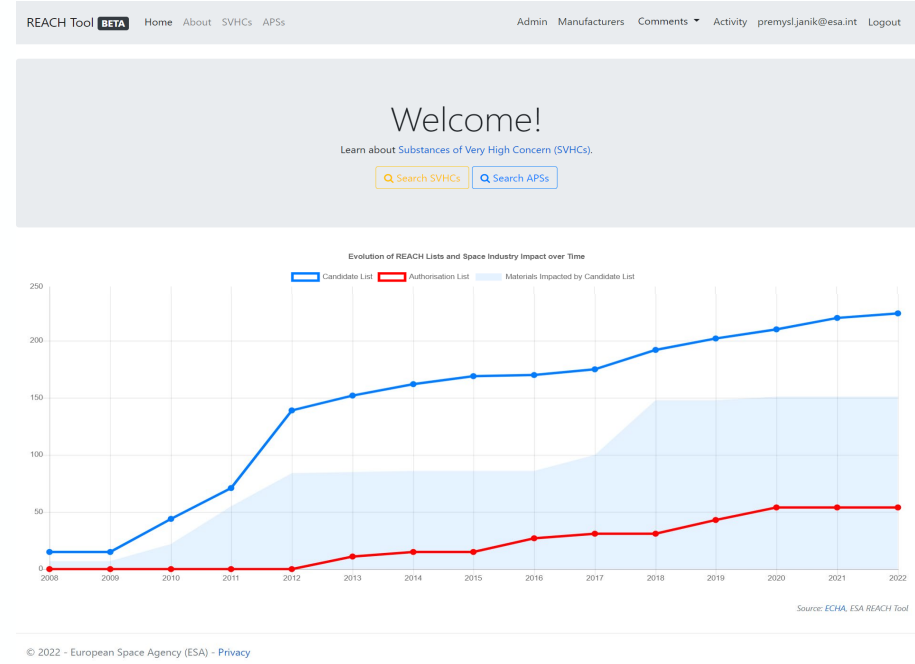 REACH Tool BETA Home About SVHCs APSs Admin Manufacturers Comments Activity premysl.janik@esa.int Logout
Welcome!
Learn about Substances of Very High Concern (SVHCs).
Search SVHCs Search APSs
Evolution of REACH Lists and Space Industry Impact over Time
Candidate List Authorisation List Materials Impacted by Candidate List
250
200
150
100
50
0
2008 2009 2010 2011 2012 2013 2014 2015 2016 2017 2018 2019 2020 2021 2022
Source: ECHA, ESA REACH Tool
© 2022 - European Space Agency (ESA) - Privacy